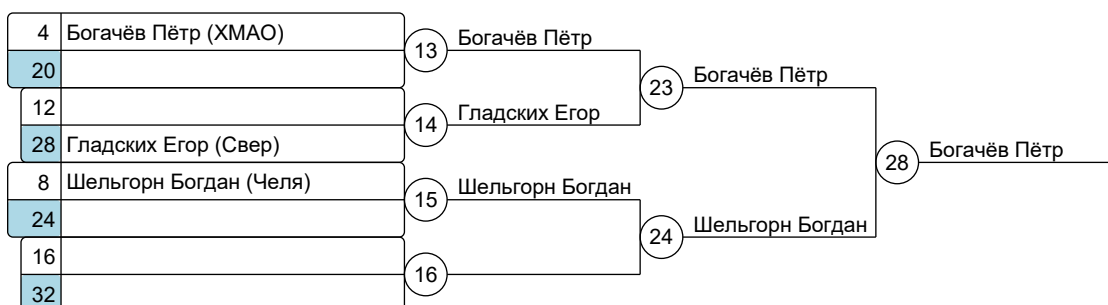 4 Богачёв Пётр (ХМАО)
20
12
28 Гладских Егор (Свер)
8 Шельгорн Богдан (Челя)
24
16
32
13 Богачёв Пётр
14 Гладских Егор
15 Шельгорн Богдан
16
23 Богачёв Пётр
24 Шельгорн Богдан
28 Богачёв Пётр